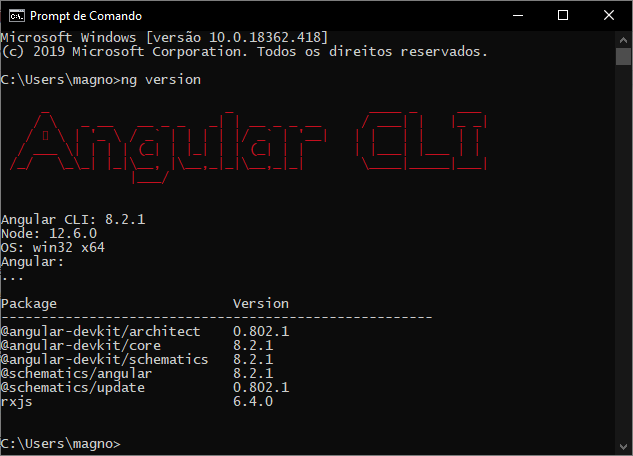 Prompt de Comando
Microsoft Windows [versão 10.0.18362.418]
(c) 2019 Microsoft Corporation. Todos os direitos reservados.
C:\Users\magno>ng version
Angular CLI
Angular CLI: 8.2.1
Node: 12.6.0
OS: win32 x64
Angular:
...
Package Version
------------------------------------------------------
@angular-devkit/architect 0.802.1
@angular-devkit/core 8.2.1
@angular-devkit/schematics 8.2.1
@schematics/angular 8.2.1
@schematics/update 0.802.1
rxjs 6.4.0
C:\Users\magno>